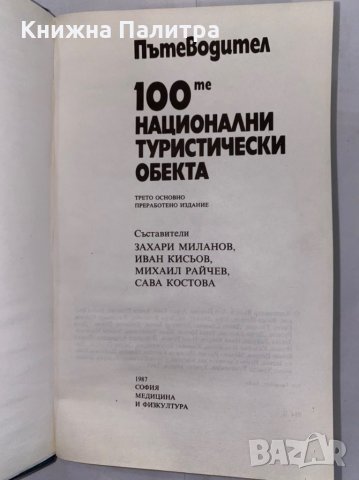 Книжна Палитра
Пътеводител
100те
НАЦИОНАЛНИ
ТУРИСТИЧЕСКИ
ОБЕКТА
ТРЕТО ОСНОВНО
ПРЕРАБОТЕНО ИЗДАНИЕ
Съставители
ЗАХАРИ МИЛАНОВ,
ИВАН КИСЬОВ,
МИХАИЛ РАЙЧЕВ,
САВА КОСТОВА
1987
СОФИЯ
МЕДИЦИНА
И ФИЗКУЛТУРА
BAZAR